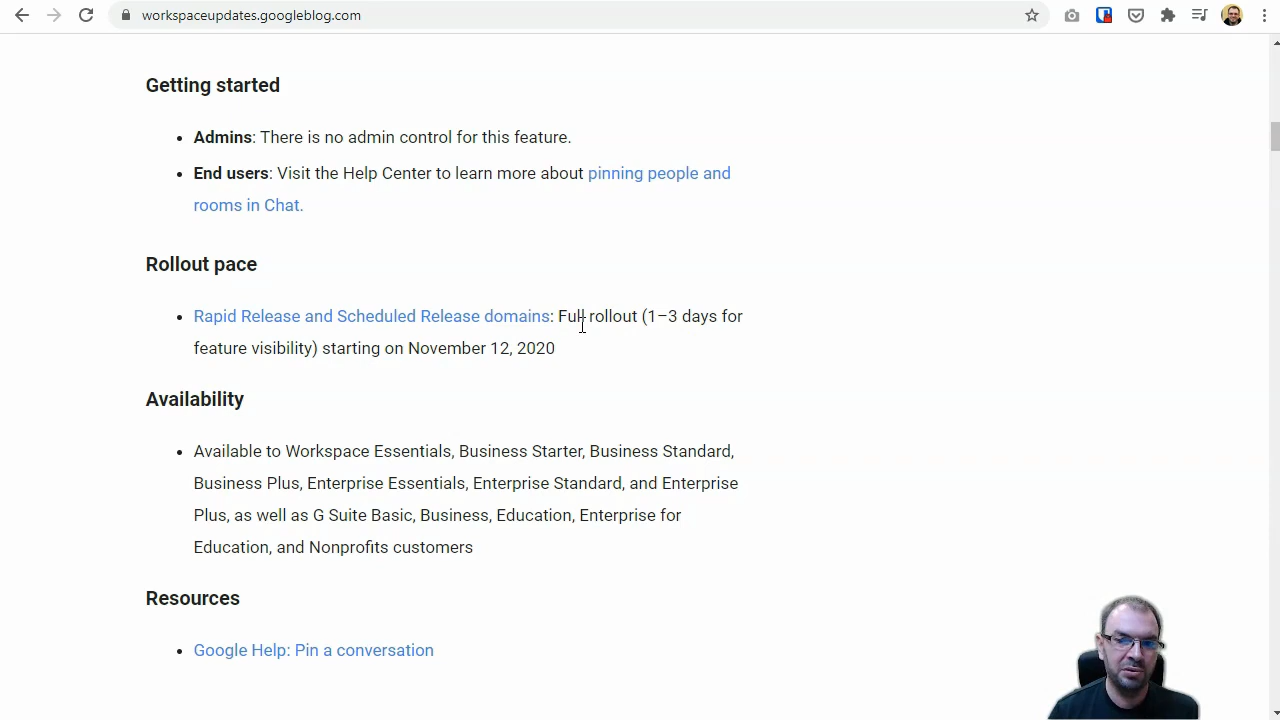 workspaceupdates.googleblog.com
Getting started
Admins: There is no admin control for this feature.
End users: Visit the Help Center to learn more about pinning people and
rooms in Chat.
Rollout pace
Rapid Release and Scheduled Release domains: Full rollout (1–3 days for
feature visibility) starting on November 12, 2020
Availability
Available to Workspace Essentials, Business Starter, Business Standard,
Business Plus, Enterprise Essentials, Enterprise Standard, and Enterprise
Plus, as well as G Suite Basic, Business, Education, Enterprise for
Education, and Nonprofits customers
Resources
Google Help: Pin a conversation